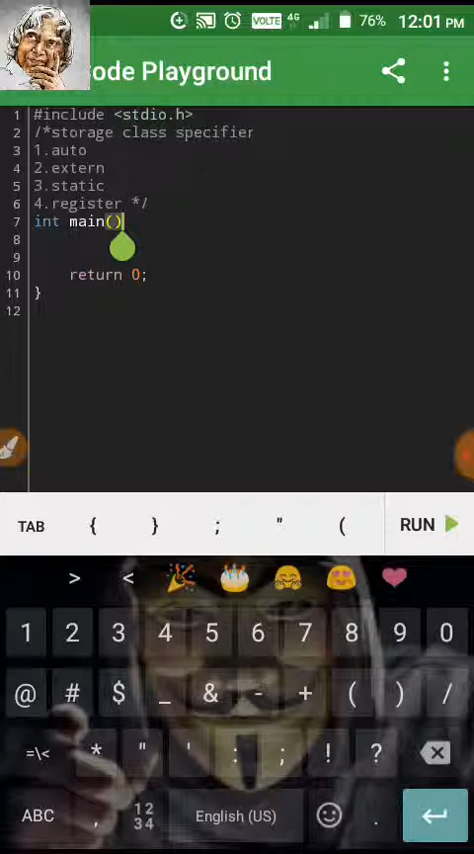 VOLTE 4G 76% 12:01 PM
ode Playground
1 #include <stdio.h>
2 /*storage class specifier
3 1.auto
4 2.extern
5 3.static
6 4.register */
7 int main()
8
9
10 return 0;
11 }
12
TAB { } ; " ( RUN
> <
1 2 3 4 5 6 7 8 9 0
@ # $ _ & - + ( ) /
=\< * " ' : ; ! ?
ABC , 12 34 English (US) .